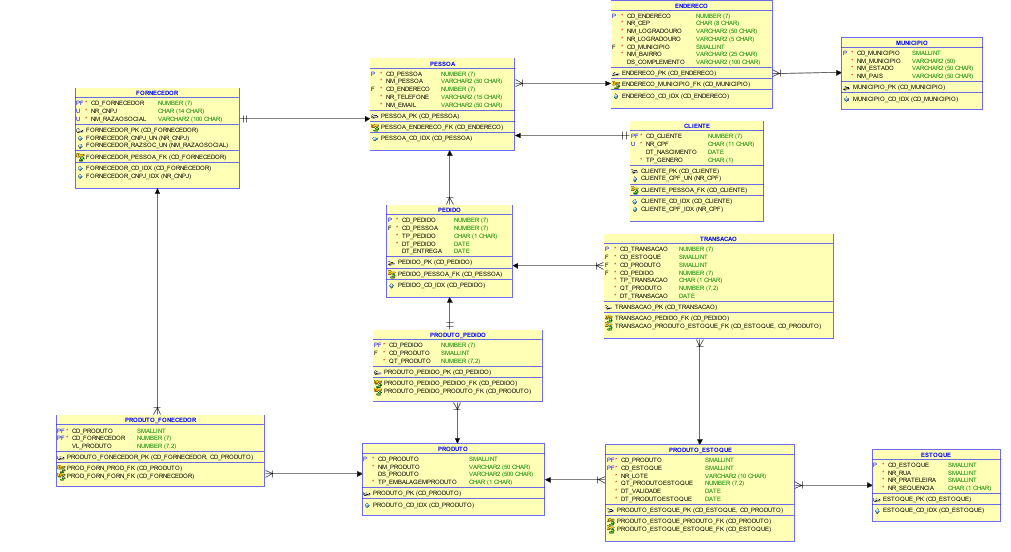 ENDERECO
P * CD_ENDERECO NUMBER (7)
* NR_CEP CHAR (8 CHAR)
* NM_LOGRADOURO VARCHAR2 (50 CHAR)
* NR_LOGRADOURO VARCHAR2 (5 CHAR)
F * CD_MUNICIPIO SMALLINT
* NM_BAIRRO VARCHAR2 (25 CHAR)
DS_COMPLEMENTO VARCHAR2 (100 CHAR)
ENDERECO_PK (CD_ENDERECO)
ENDERECO_MUNICIPIO_FK (CD_MUNICIPIO)
ENDERECO_CD_IDX (CD_ENDERECO)
MUNICIPIO
P * CD_MUNICIPIO SMALLINT
* NM_MUNICIPIO VARCHAR2 (50)
* NM_ESTADO VARCHAR2 (50 CHAR)
* NM_PAIS VARCHAR2 (50 CHAR)
MUNICIPIO_PK (CD_MUNICIPIO)
MUNICIPIO_CD_IDX (CD_MUNICIPIO)
PESSOA
P * CD_PESSOA NUMBER (7)
* NM_PESSOA VARCHAR2 (50 CHAR)
F * CD_ENDERECO NUMBER (7)
* NR_TELEFONE VARCHAR2 (15 CHAR)
* NM_EMAIL VARCHAR2 (50 CHAR)
PESSOA_PK (CD_PESSOA)
PESSOA_ENDERECO_FK (CD_ENDERECO)
PESSOA_CD_IDX (CD_PESSOA)
FORNECEDOR
PF * CD_FORNECEDOR NUMBER (7)
U * NR_CNPJ CHAR (14 CHAR)
U * NM_RAZAOSOCIAL VARCHAR2 (100 CHAR)
FORNECEDOR_PK (CD_FORNECEDOR)
FORNECEDOR_CNPJ_UN (NR_CNPJ)
FORNECEDOR_RAZSOC_UN (NM_RAZAOSOCIAL)
FORNECEDOR_PESSOA_FK (CD_FORNECEDOR)
FORNECEDOR_CD_IDX (CD_FORNECEDOR)
FORNECEDOR_CNPJ_IDX (NR_CNPJ)
CLIENTE
PF * CD_CLIENTE NUMBER (7)
U * NR_CPF CHAR (11 CHAR)
DT_NASCIMENTO DATE
* TP_GENERO CHAR (1)
CLIENTE_PK (CD_CLIENTE)
CLIENTE_CPF_UN (NR_CPF)
CLIENTE_PESSOA_FK (CD_CLIENTE)
CLIENTE_CD_IDX (CD_CLIENTE)
CLIENTE_CPF_IDX (NR_CPF)
PEDIDO
P * CD_PEDIDO NUMBER (7)
F * CD_PESSOA NUMBER (7)
* TP_PEDIDO CHAR (1 CHAR)
* DT_PEDIDO DATE
DT_ENTREGA DATE
PEDIDO_PK (CD_PEDIDO)
PEDIDO_PESSOA_FK (CD_PESSOA)
PEDIDO_CD_IDX (CD_PEDIDO)
TRANSACAO
P * CD_TRANSACAO NUMBER (7)
F * CD_ESTOQUE SMALLINT
F * CD_PRODUTO SMALLINT
F * CD_PEDIDO NUMBER (7)
* TP_TRANSACAO CHAR (1 CHAR)
* QT_PRODUTO NUMBER (7,2)
* DT_TRANSACAO DATE
TRANSACAO_PK (CD_TRANSACAO)
TRANSACAO_PEDIDO_FK (CD_PEDIDO)
TRANSACAO_PRODUTO_ESTOQUE_FK (CD_ESTOQUE, CD_PRODUTO)
PRODUTO_PEDIDO
PF * CD_PEDIDO NUMBER (7)
F * CD_PRODUTO SMALLINT
* QT_PRODUTO NUMBER (7,2)
PRODUTO_PEDIDO_PK (CD_PEDIDO)
PRODUTO_PEDIDO_PEDIDO_FK (CD_PEDIDO)
PRODUTO_PEDIDO_PRODUTO_FK (CD_PRODUTO)
PRODUTO_FONECEDOR
PF * CD_PRODUTO SMALLINT
PF * CD_FORNECEDOR NUMBER (7)
VL_PRODUTO NUMBER (7,2)
PRODUTO_FONECEDOR_PK (CD_FORNECEDOR, CD_PRODUTO)
PROD_FORN_PROD_FK (CD_PRODUTO)
PROD_FORN_FORN_FK (CD_FORNECEDOR)
PRODUTO
P * CD_PRODUTO SMALLINT
* NM_PRODUTO VARCHAR2 (50 CHAR)
DS_PRODUTO VARCHAR2 (500 CHAR)
* TP_EMBALAGEMPRODUTO CHAR (1 CHAR)
PRODUTO_PK (CD_PRODUTO)
PRODUTO_CD_IDX (CD_PRODUTO)
PRODUTO_ESTOQUE
PF * CD_PRODUTO SMALLINT
PF * CD_ESTOQUE SMALLINT
* NR_LOTE VARCHAR2 (10 CHAR)
* QT_PRODUTOESTOQUE NUMBER (7,2)
* DT_VALIDADE DATE
* DT_PRODUTOESTOQUE DATE
PRODUTO_ESTOQUE_PK (CD_ESTOQUE, CD_PRODUTO)
PRODUTO_ESTOQUE_PRODUTO_FK (CD_PRODUTO)
PRODUTO_ESTOQUE_ESTOQUE_FK (CD_ESTOQUE)
ESTOQUE
P * CD_ESTOQUE SMALLINT
* NR_RUA SMALLINT
* NR_PRATELEIRA SMALLINT
* NR_SEQUENCIA CHAR (1 CHAR)
ESTOQUE_PK (CD_ESTOQUE)
ESTOQUE_CD_IDX (CD_ESTOQUE)